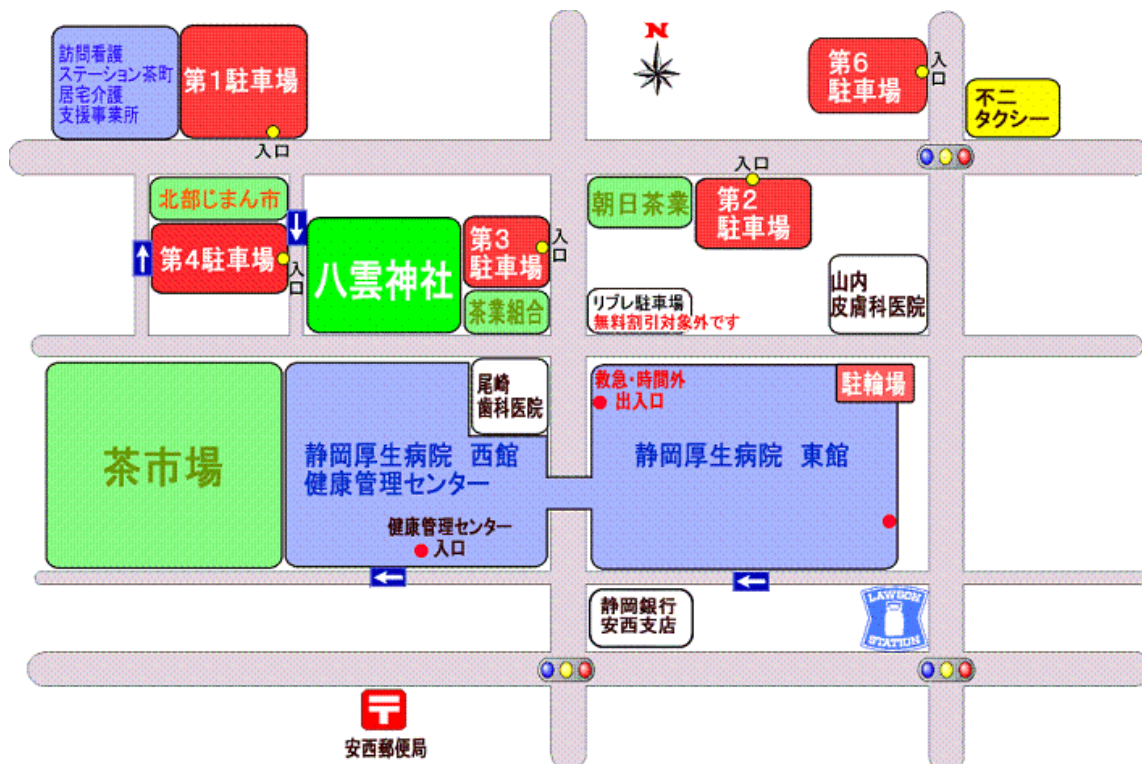 N
訪問看護
ステーション茶町
居宅介護
支援事業所
第1駐車場
入口
第6
駐車場
入口
不二
タクシー
北部じまん市
第4駐車場
入口
八雲神社
第3
駐車場
入口
茶業組合
朝日茶業
入口
第2
駐車場
リブレ駐車場
無料割引対象外です
山内
皮膚科医院
茶市場
尾崎
歯科医院
静岡厚生病院 西館
健康管理センター
健康管理センター
入口
救急・時間外
出入口
駐輪場
静岡厚生病院 東館
静岡銀行
安西支店
LAWSON
STATION
安西郵便局